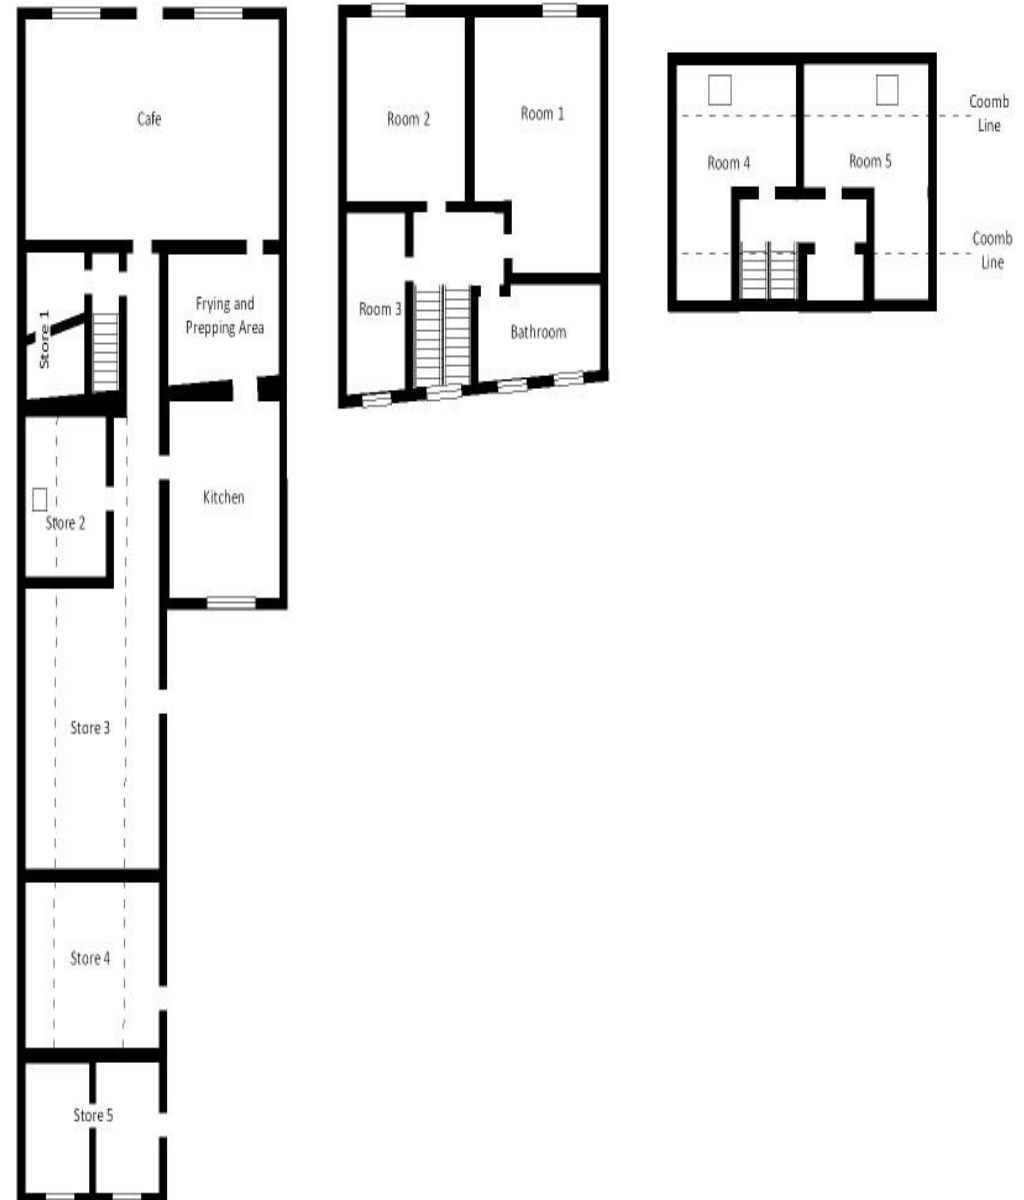 Cafe
Frying and
Prepping Area
Store 1
Kitchen
Store 2
Store 3
Store 4
Store 5
Room 2
Room 1
Room 3
Bathroom
Room 4
Room 5
Coomb
Line
Coomb
Line